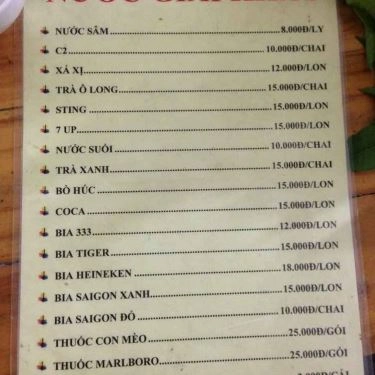 NƯỚC GIẢI KHÁT
NƯỚC SÂM 8.000Đ/LY
C2 10.000Đ/CHAI
XÁ XỊ 12.000Đ/LON
TRÀ Ô LONG 15.000Đ/CHAI
STING 15.000Đ/LON
7 UP 15.000Đ/LON
NƯỚC SUỐI 10.000Đ/CHAI
TRÀ XANH 15.000Đ/CHAI
BÒ HÚC 15.000Đ/LON
COCA 15.000Đ/LON
BIA 333 12.000Đ/LON
BIA TIGER 15.000Đ/LON
BIA HEINEKEN 18.000Đ/LON
BIA SAIGON XANH 15.000Đ/LON
BIA SAIGON ĐỎ 10.000Đ/CHAI
THUỐC CON MÈO 25.000Đ/GÓI
THUỐC MARLBORO 25.000Đ/GÓI